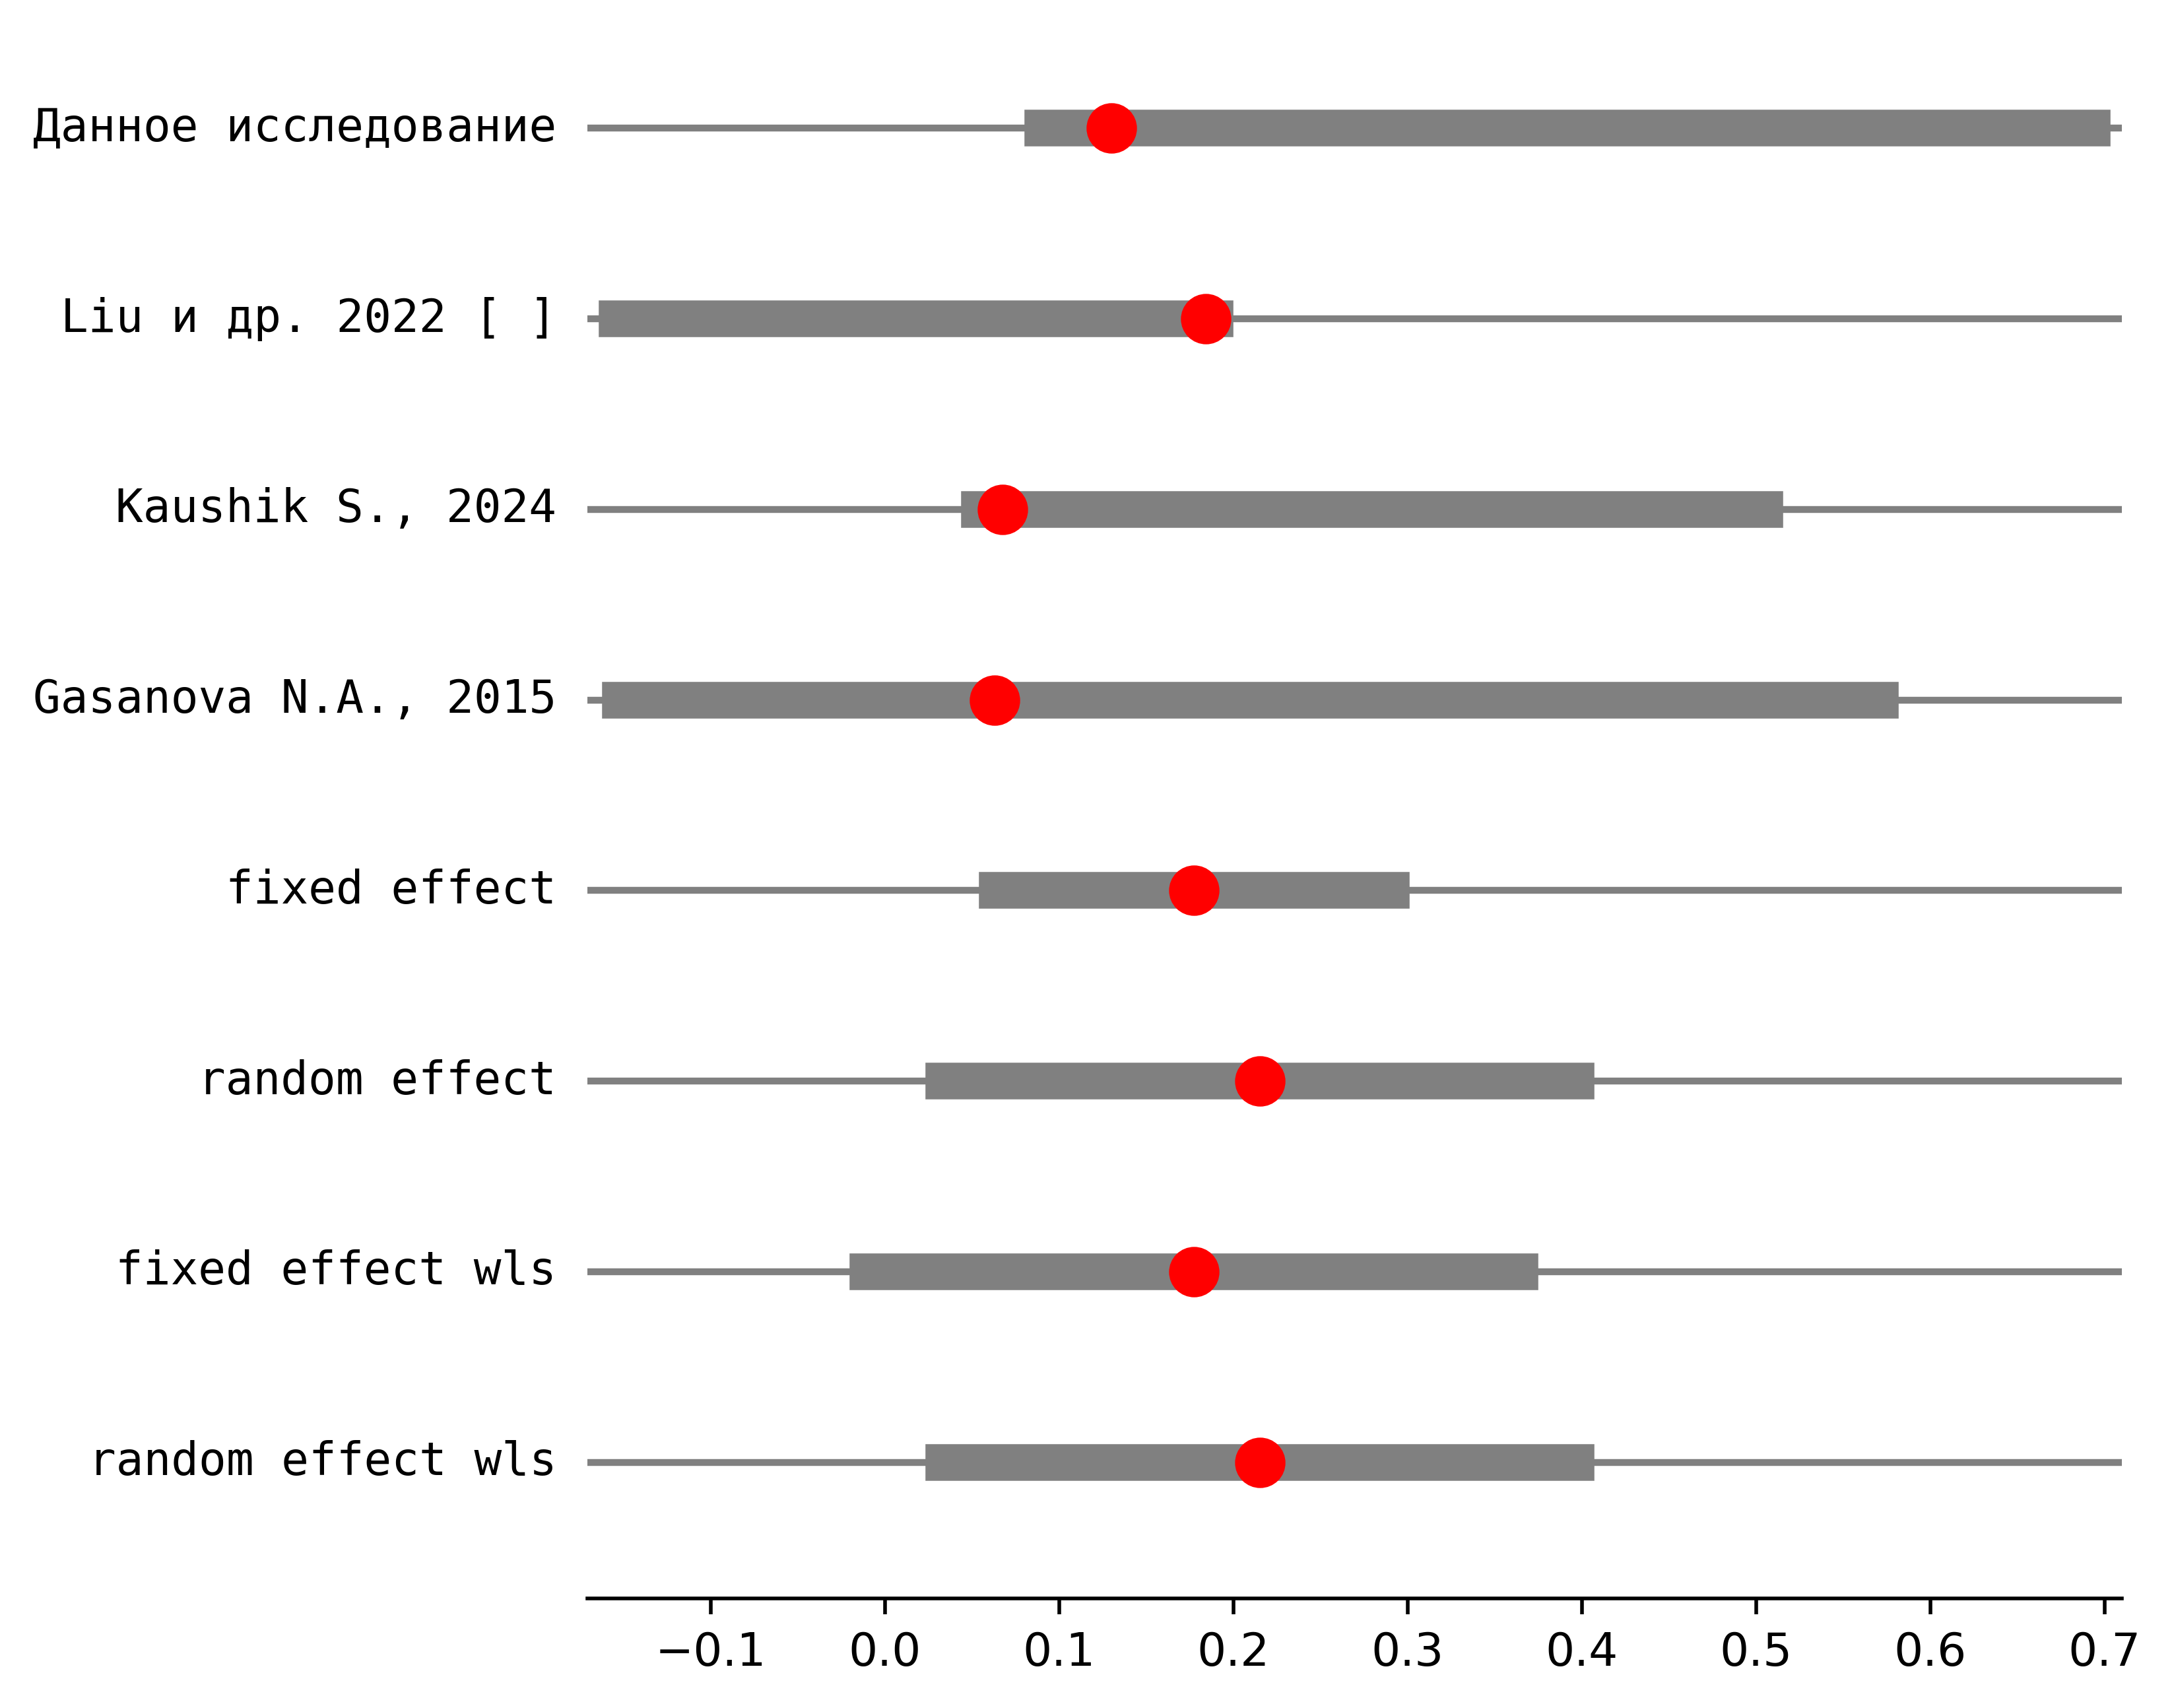 Данное исследование
Liu и др. 2022 [ ]
Kaushik S., 2024
Gasanova N.A., 2015
fixed effect
random effect
fixed effect wls
random effect wls
−0.1 0.0 0.1 0.2 0.3 0.4 0.5 0.6 0.7